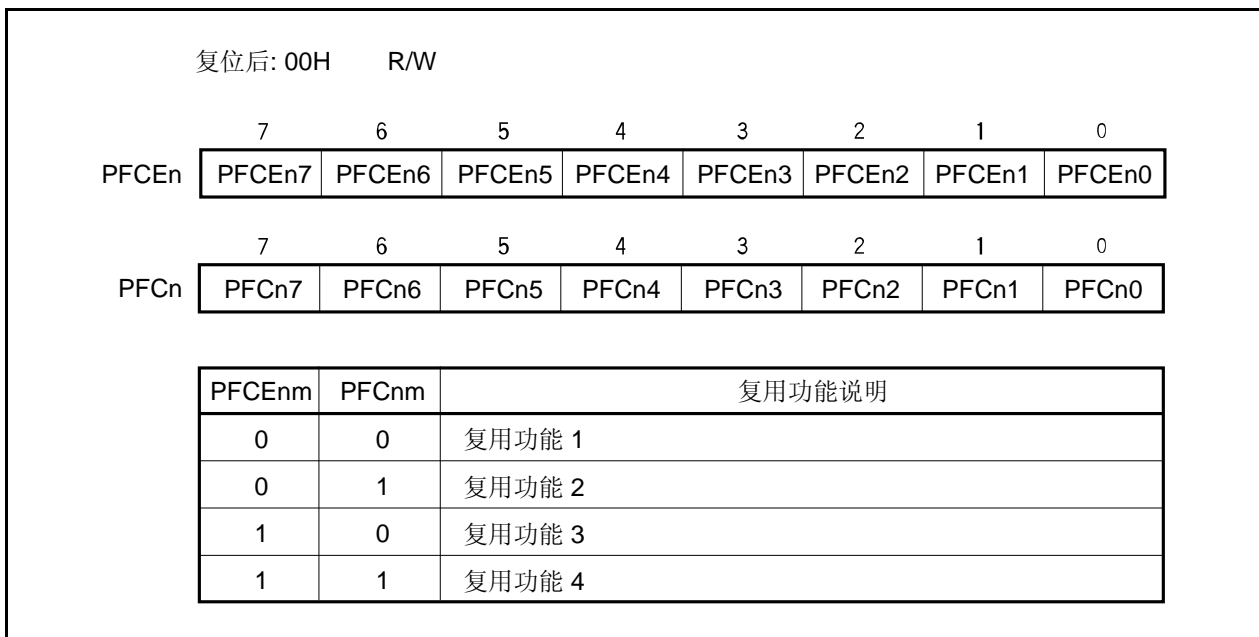 复位后: 00H R/W
7 6 5 4 3 2 1 0
PFCEn PFCEn7 PFCEn6 PFCEn5 PFCEn4 PFCEn3 PFCEn2 PFCEn1 PFCEn0
7 6 5 4 3 2 1 0
PFCn PFCn7 PFCn6 PFCn5 PFCn4 PFCn3 PFCn2 PFCn1 PFCn0
PFCEnm PFCnm 复用功能说明
0 0 复用功能 1
0 1 复用功能 2
1 0 复用功能 3
1 1 复用功能 4